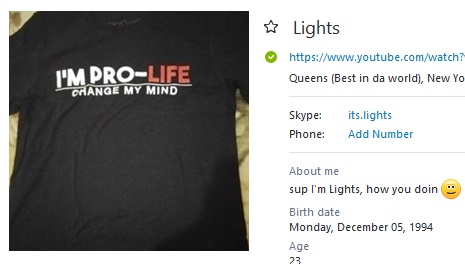 I'M PRO-LIFE
CHANGE MY MIND
Lights
https://www.youtube.com/watch?
Queens (Best in da world), New Yo
Skype: its.lights
Phone: Add Number
About me
sup I'm Lights, how you doin
Birth date
Monday, December 05, 1994
Age
23